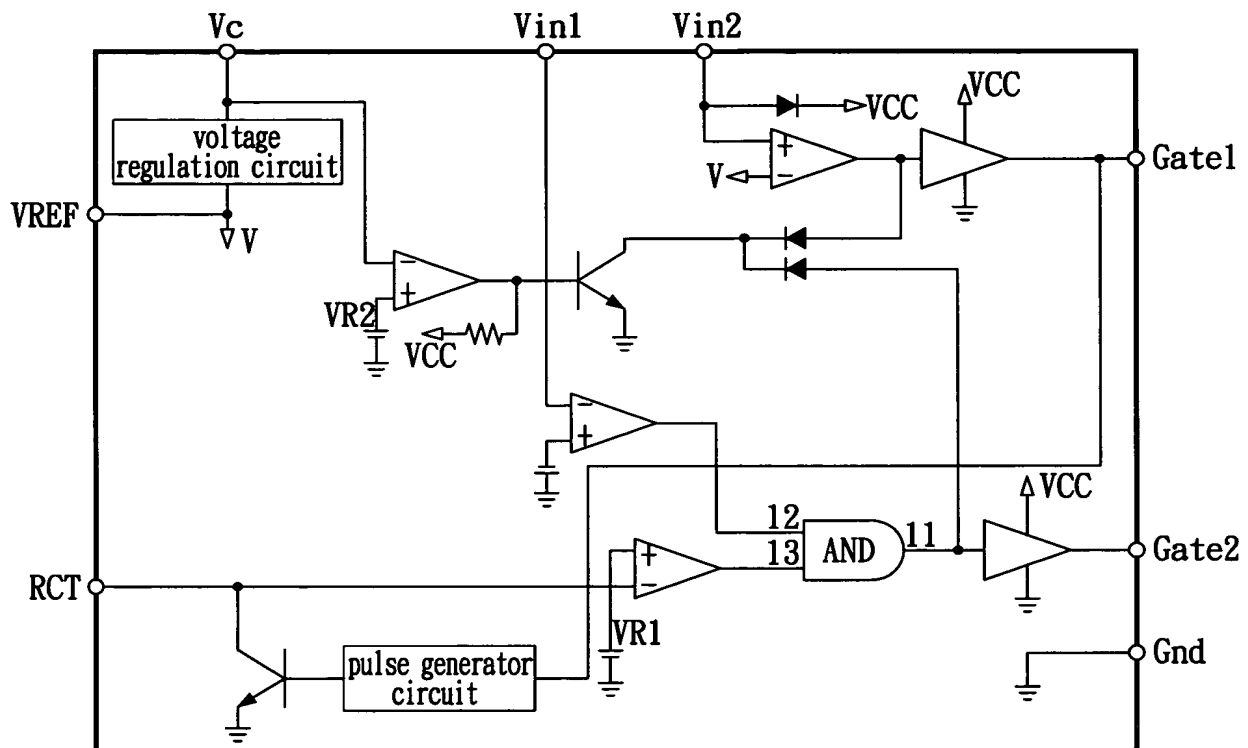 Vc Vin1 Vin2
VCC
VCC
voltage
regulation circuit
+
−
V
Gate1
VREF
V
−
+
VR2
VCC
−
+
VCC
12
13
AND
11
+
−
Gate2
RCT
VR1
pulse generator
circuit
Gnd